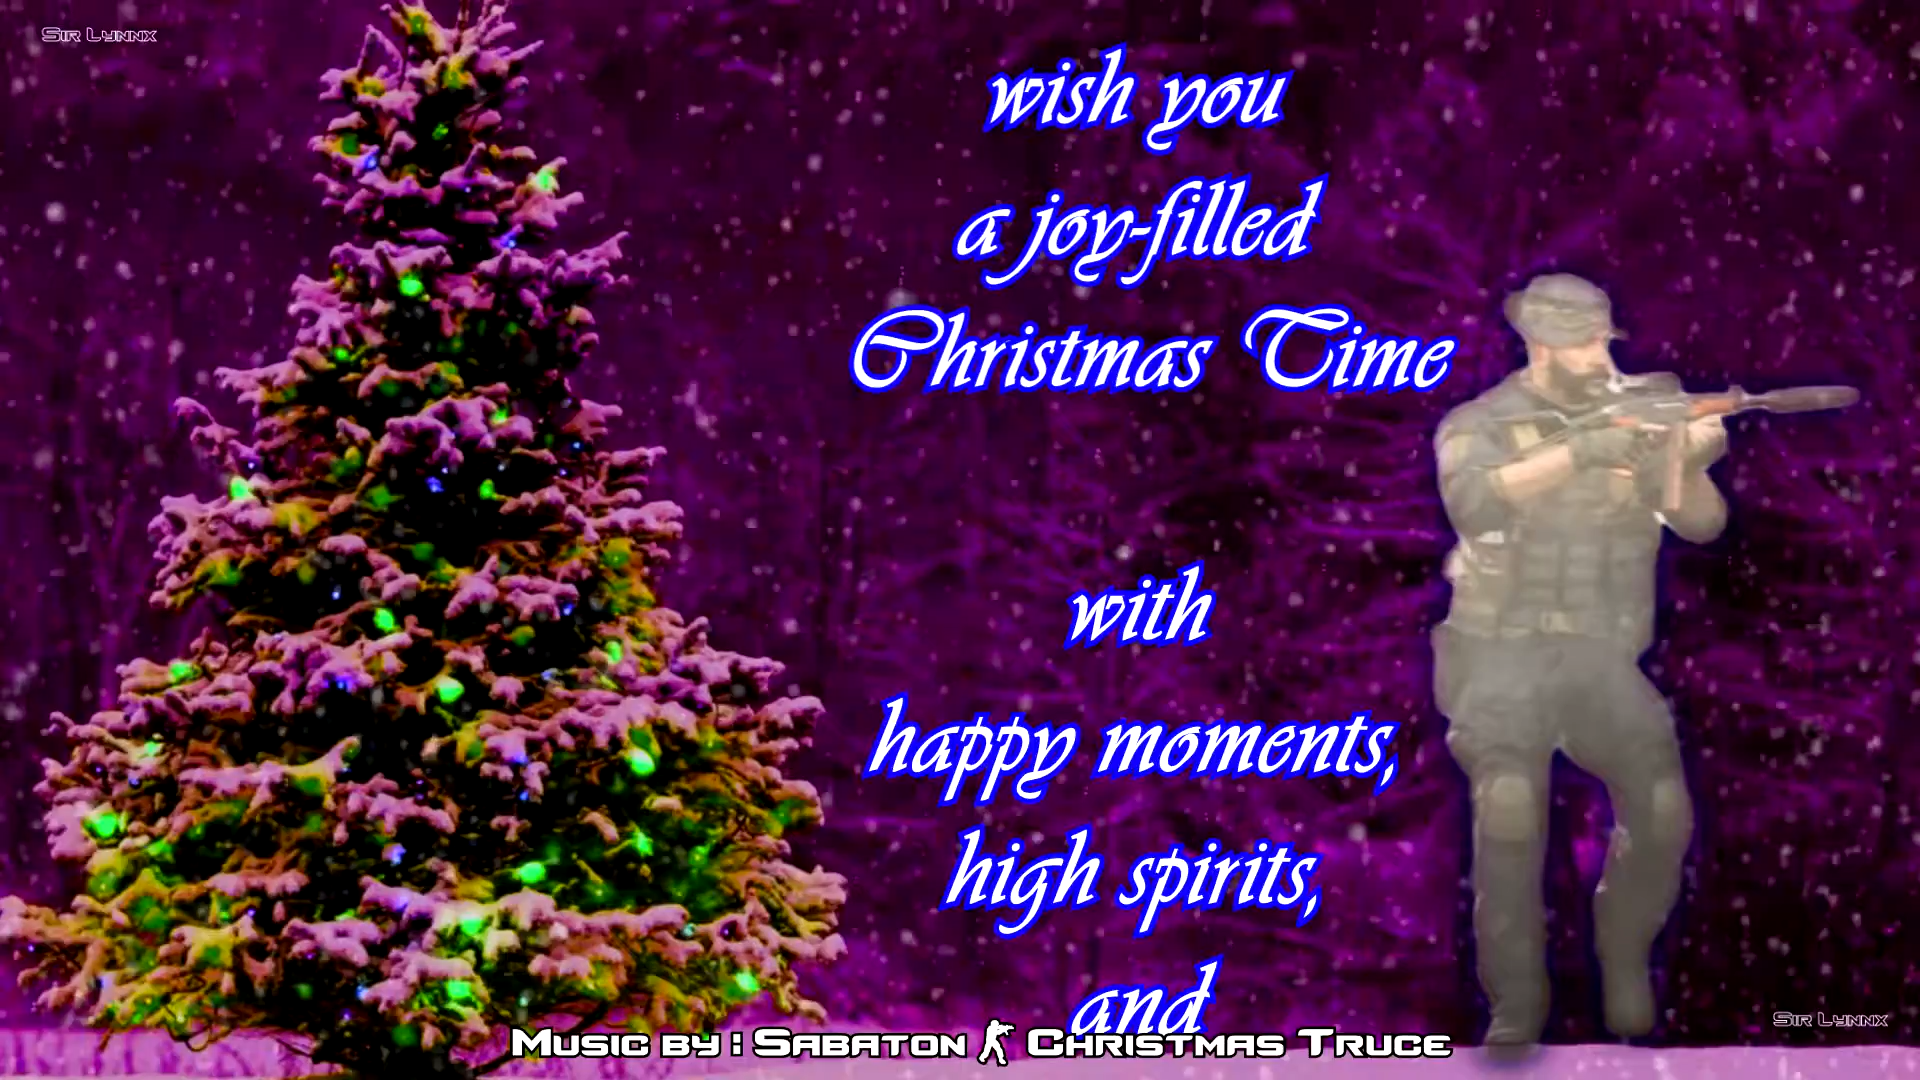 Sir Lynnx
wish you
a joy-filled
Christmas Time
with
happy moments,
high spirits,
and
Music by : Sabaton Christmas Truce
Sir Lynnx